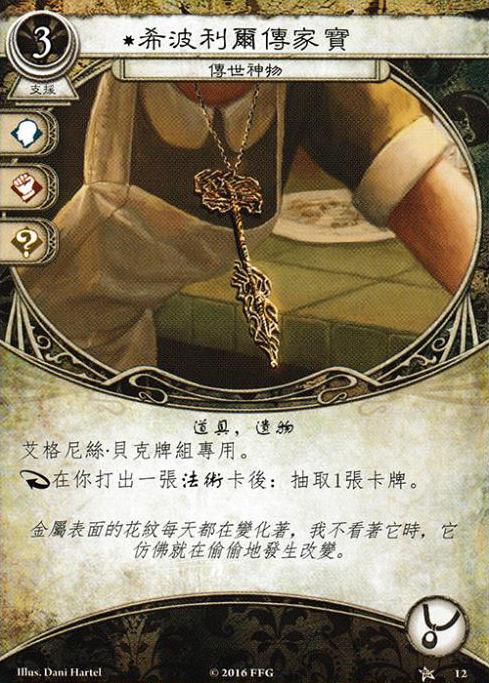 3
*希波利爾傳家寶
傳世神物
支援
?
道具，遺物
艾格尼絲·貝克牌組專用。
在你打出一張法術卡後：抽取1張卡牌。
金屬表面的花紋每天都在變化著，我不看著它時，它
彷彿就在偷偷地發生改變。
Illus. Dani Hartel
© 2016 FFG
12